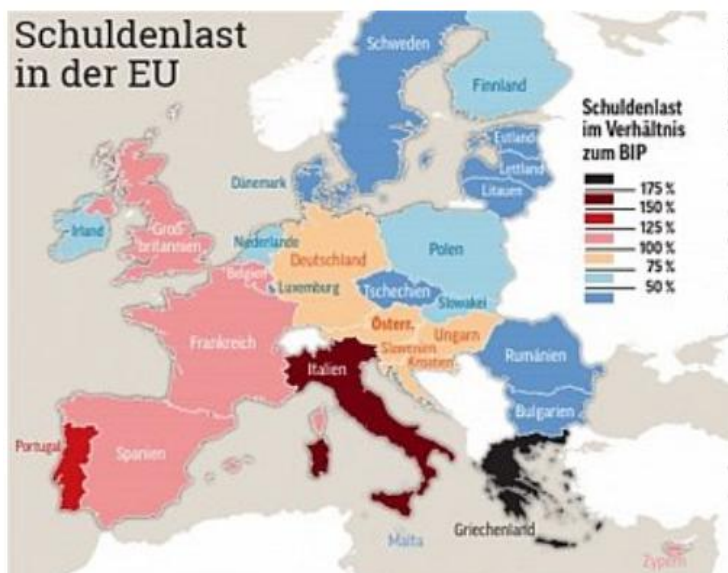 Schuldenlast
in der EU
Schweden
Finnland
Schuldenlast
im Verhältnis
zum BIP
175 %
150 %
125 %
100 %
75 %
50 %
Estland
Lettland
Litauen
Dänemark
Irland
Groß
britannien
Niederlande
Polen
Deutschland
Belgien
Luxemburg
Tschechien
Slowakei
Österr.
Ungarn
Frankreich
Slowenien
Kroatien
Italien
Rumänien
Bulgarien
Portugal
Spanien
Griechenland
Malta
Zypern